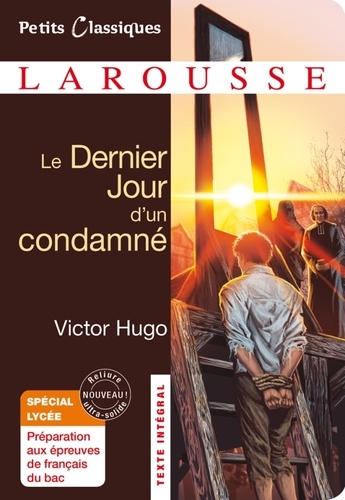 Petits Classiques
LAROUSSE
Le Dernier
Jour
d'un
condamné
Victor Hugo
Reliure
NOUVEAU !
ultra-solide
SPÉCIAL
LYCÉE
Préparation
aux épreuves
de français
du bac
TEXTE INTÉGRAL